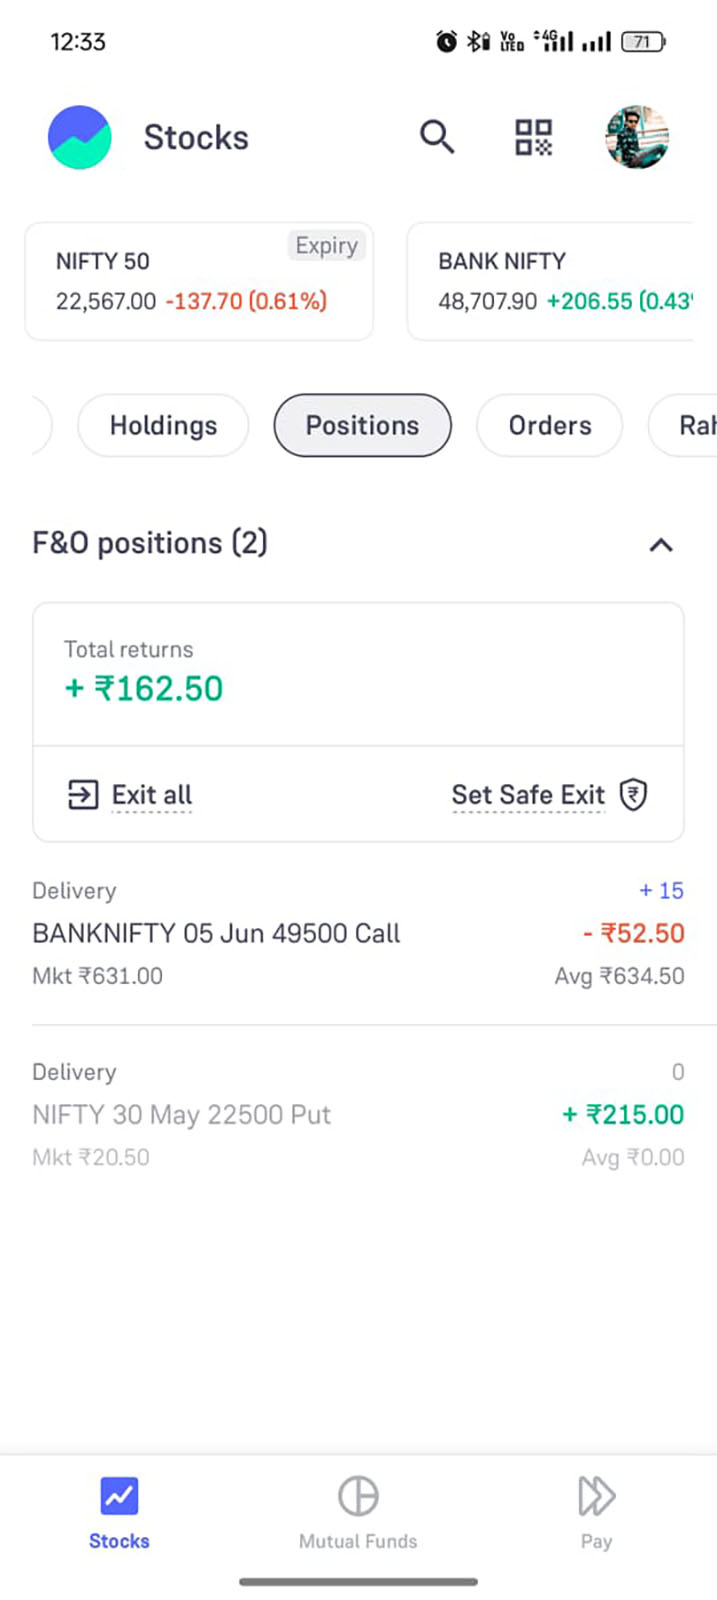 12:33
Vo LTED 4G 71
Stocks
NIFTY 50 Expiry
22,567.00 -137.70 (0.61%)
BANK NIFTY
48,707.90 +206.55 (0.43
Holdings Positions Orders Rah
F&O positions (2)
Total returns
+ ₹162.50
Exit all Set Safe Exit
Delivery + 15
BANKNIFTY 05 Jun 49500 Call - ₹52.50
Mkt ₹631.00 Avg ₹634.50
Delivery 0
NIFTY 30 May 22500 Put + ₹215.00
Mkt ₹20.50 Avg ₹0.00
Stocks Mutual Funds Pay